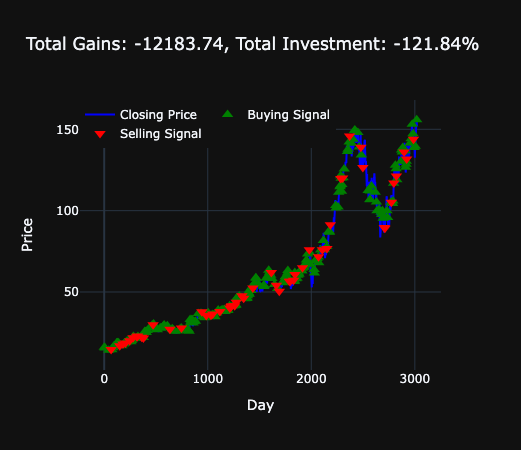 Total Gains: -12183.74, Total Investment: -121.84%
Closing Price
Buying Signal
Selling Signal
150
100
50
Price
0
1000
2000
3000
Day